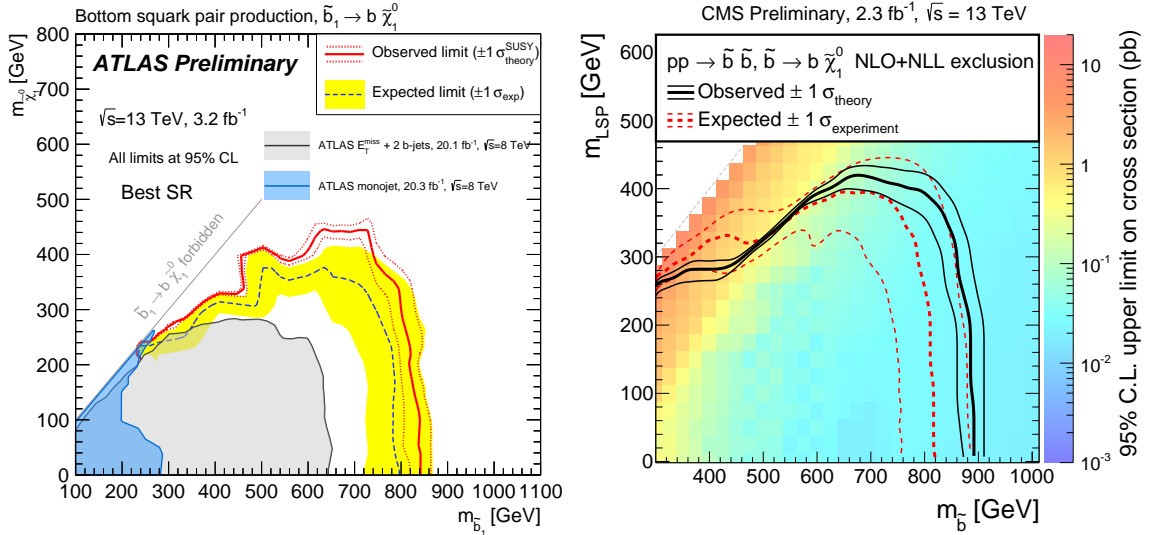 Bottom squark pair production, b̃₁ → b χ̃₁⁰
m_χ̃₁⁰ [GeV]
800
700
600
500
400
300
200
100
0
ATLAS Preliminary
√s=13 TeV, 3.2 fb⁻¹
All limits at 95% CL
Best SR
Observed limit (±1 σ^SUSY_theory)
Expected limit (±1 σ_exp)
ATLAS E_T^miss + 2 b-jets, 20.1 fb⁻¹, √s=8 TeV
ATLAS monojet, 20.3 fb⁻¹, √s=8 TeV
b̃₁ → b χ̃₁⁰ forbidden
100 200 300 400 500 600 700 800 900 1000 1100
m_b̃₁ [GeV]
CMS Preliminary, 2.3 fb⁻¹, √s = 13 TeV
m_LSP [GeV]
600
500
400
300
200
100
0
pp → b̃ b̃, b̃ → b χ̃₁⁰ NLO+NLL exclusion
Observed ± 1 σ_theory
Expected ± 1 σ_experiment
400 500 600 700 800 900 1000
m_b̃ [GeV]
10
1
10⁻¹
10⁻²
10⁻³
95% C.L. upper limit on cross section (pb)